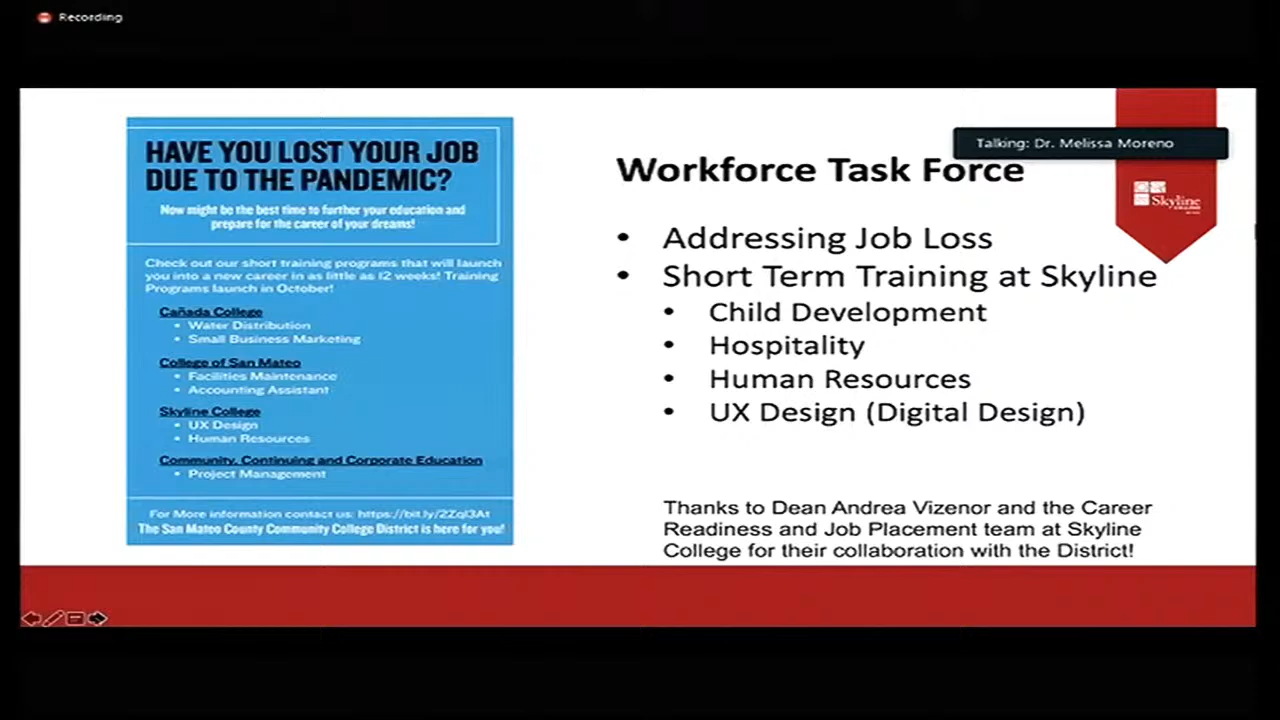 Recording
HAVE YOU LOST YOUR JOB
DUE TO THE PANDEMIC?
Now might be the best time to further your education and
prepare for the career of your dreams!
Check out our short training programs that will launch
you into a new career in as little as 12 weeks! Training
Programs launch in October!
Cañada College
• Water Distribution
• Small Business Marketing
College of San Mateo
• Facilities Maintenance
• Accounting Assistant
Skyline College
• UX Design
• Human Resources
Community, Continuing and Corporate Education
• Project Management
For More information contact us: https://bit.ly/2Zql3At
The San Mateo County Community College District is here for you!
Talking: Dr. Melissa Moreno
Workforce Task Force
Skyline
• Addressing Job Loss
• Short Term Training at Skyline
• Child Development
• Hospitality
• Human Resources
• UX Design (Digital Design)
Thanks to Dean Andrea Vizenor and the Career
Readiness and Job Placement team at Skyline
College for their collaboration with the District!